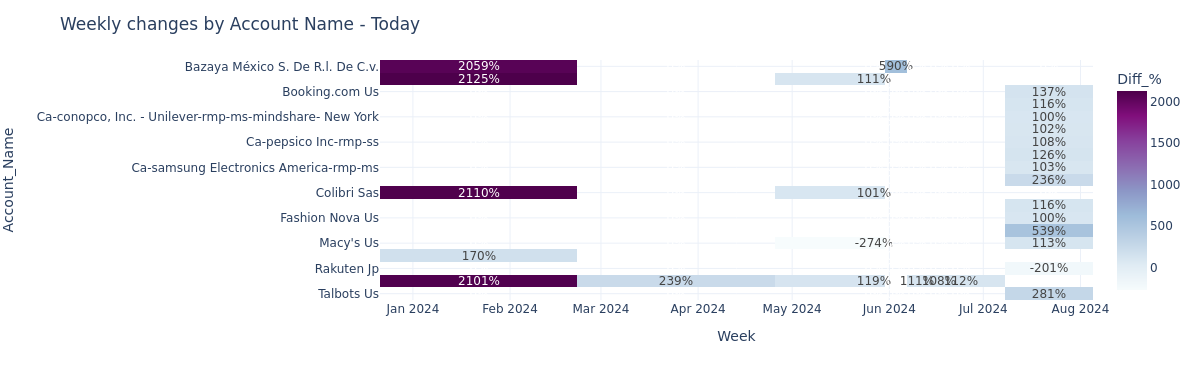 Weekly changes by Account Name - Today
Diff_%
Account_Name
Bazaya México S. De R.l. De C.v. 2059% 590%
2125% 111%
Booking.com Us 137%
116%
Ca-conopco, Inc. - Unilever-rmp-ms-mindshare- New York 100%
102%
Ca-pepsico Inc-rmp-ss 108%
126%
Ca-samsung Electronics America-rmp-ms 103%
236%
Colibri Sas 2110% 101%
116%
Fashion Nova Us 100%
539%
Macy's Us -274% 113%
170%
Rakuten Jp -201%
2101% 239% 119% 111% 108% 112%
Talbots Us 281%
Jan 2024 Feb 2024 Mar 2024 Apr 2024 May 2024 Jun 2024 Jul 2024 Aug 2024
Week
2000
1500
1000
500
0